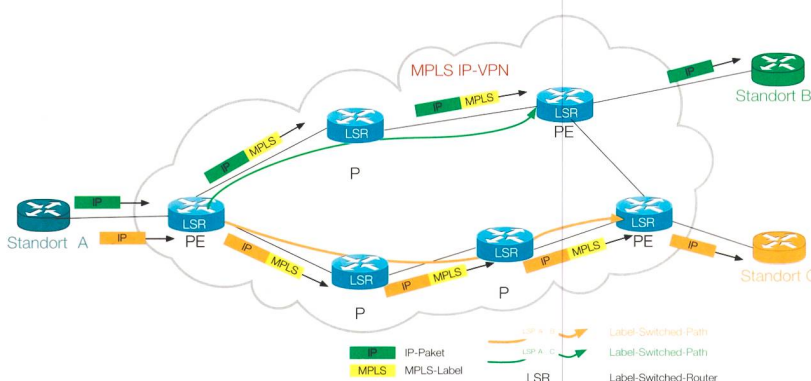 MPLS IP-VPN
IP
Standort B
IP MPLS
LSR
PE
LSR
P
IP MPLS
IP
LSR
PE
Standort A
IP
IP MPLS
LSR
P
IP MPLS
LSR
P
IP MPLS
LSR
PE
IP
Standort C
IP IP-Paket
MPLS MPLS-Label
Label-Switched-Path
LSP A - C Label-Switched-Path
LSR Label-Switched-Router